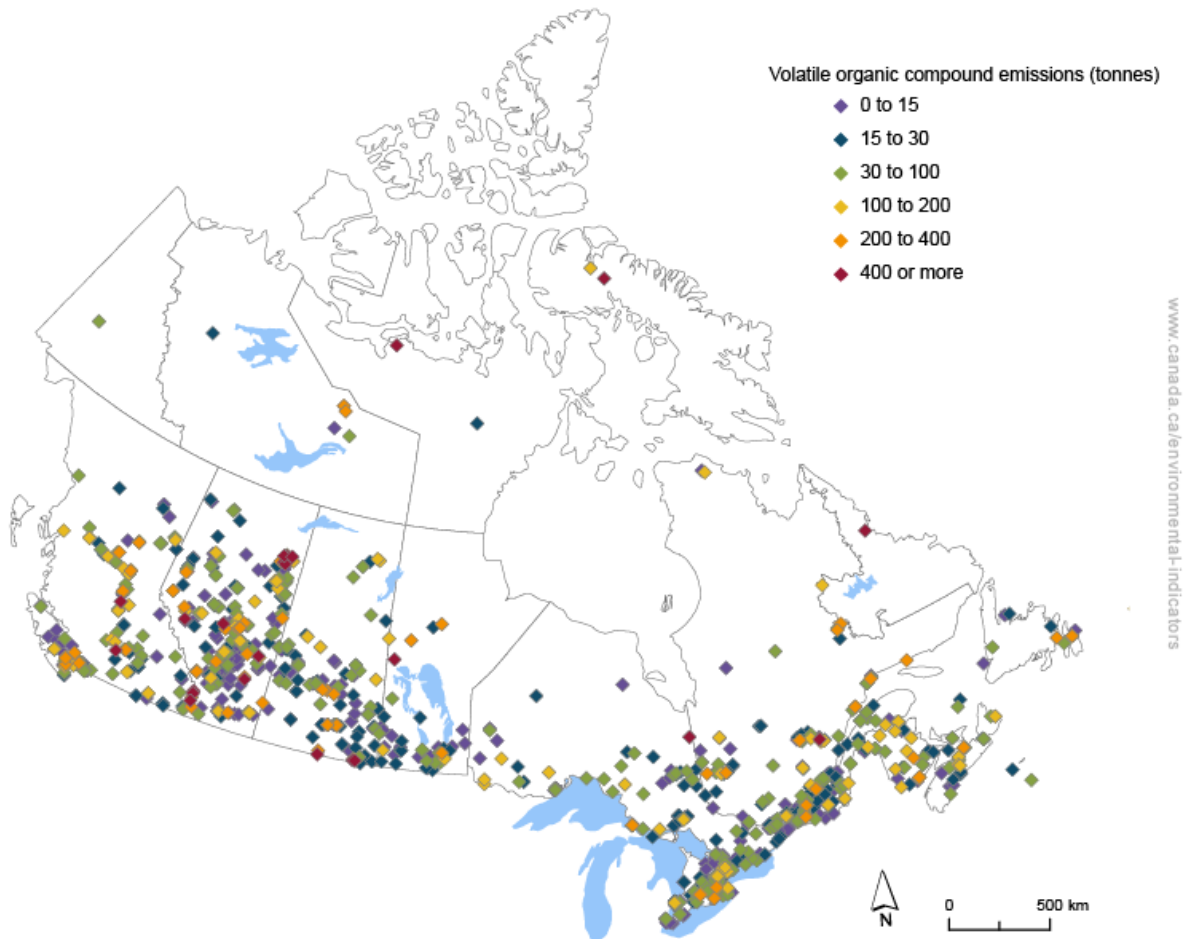 Volatile organic compound emissions (tonnes)
0 to 15
15 to 30
30 to 100
100 to 200
200 to 400
400 or more
www.canada.ca/environmental-indicators
N
0 500 km